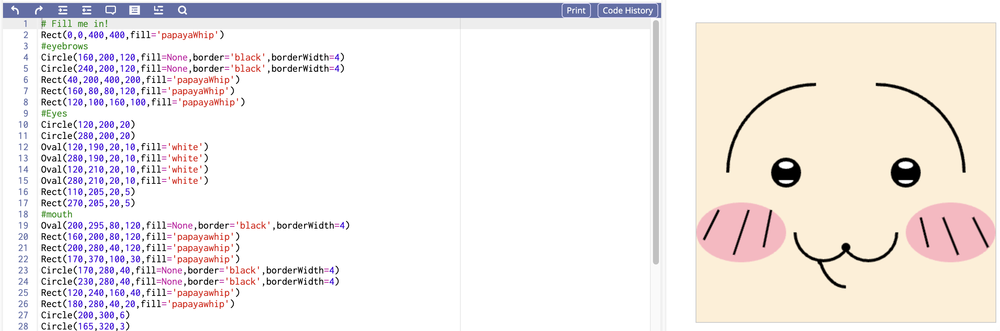 Print Code History
1 # Fill me in!
2 Rect(0,0,400,400,fill='papayaWhip')
3 #eyebrows
4 Circle(160,200,120,fill=None,border='black',borderWidth=4)
5 Circle(240,200,120,fill=None,border='black',borderWidth=4)
6 Rect(40,200,400,200,fill='papayaWhip')
7 Rect(160,80,80,120,fill='papayaWhip')
8 Rect(120,100,160,100,fill='papayaWhip')
9 #Eyes
10 Circle(120,200,20)
11 Circle(280,200,20)
12 Oval(120,190,20,10,fill='white')
13 Oval(280,190,20,10,fill='white')
14 Oval(120,210,20,10,fill='white')
15 Oval(280,210,20,10,fill='white')
16 Rect(110,205,20,5)
17 Rect(270,205,20,5)
18 #mouth
19 Oval(200,295,80,120,fill=None,border='black',borderWidth=4)
20 Rect(160,200,80,120,fill='papayawhip')
21 Rect(200,280,40,120,fill='papayawhip')
22 Rect(170,370,100,30,fill='papayawhip')
23 Circle(170,280,40,fill=None,border='black',borderWidth=4)
24 Circle(230,280,40,fill=None,border='black',borderWidth=4)
25 Rect(120,240,160,40,fill='papayawhip')
26 Rect(180,280,40,20,fill='papayawhip')
27 Circle(200,300,6)
28 Circle(165,320,3)